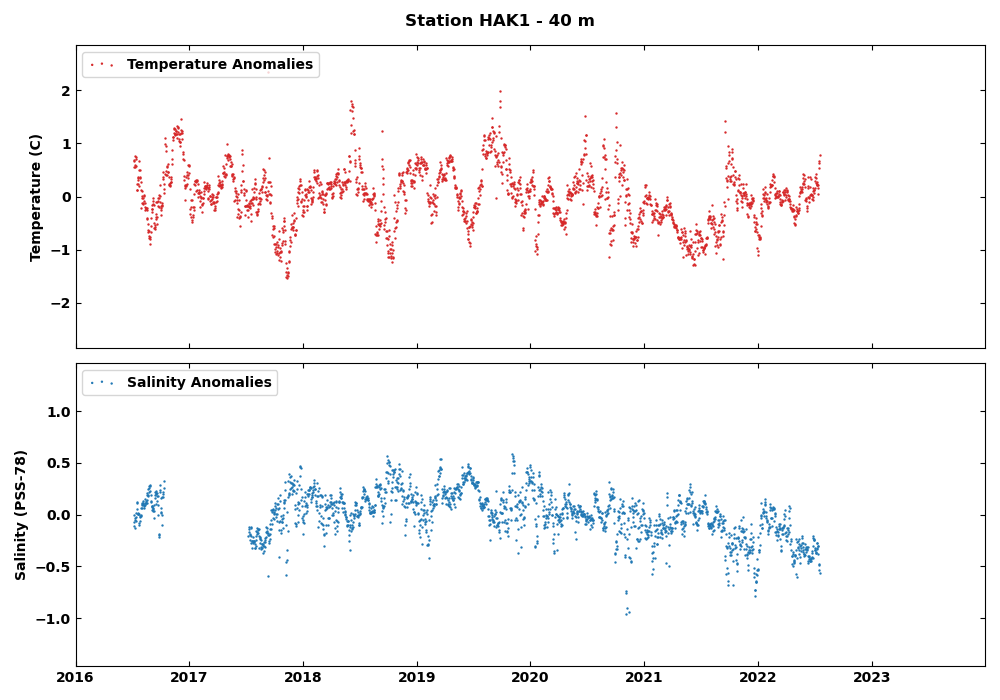 Station HAK1 - 40 m
Temperature Anomalies
Temperature (C)
2
1
0
−1
−2
Salinity Anomalies
Salinity (PSS-78)
1.0
0.5
0.0
−0.5
−1.0
2016 2017 2018 2019 2020 2021 2022 2023